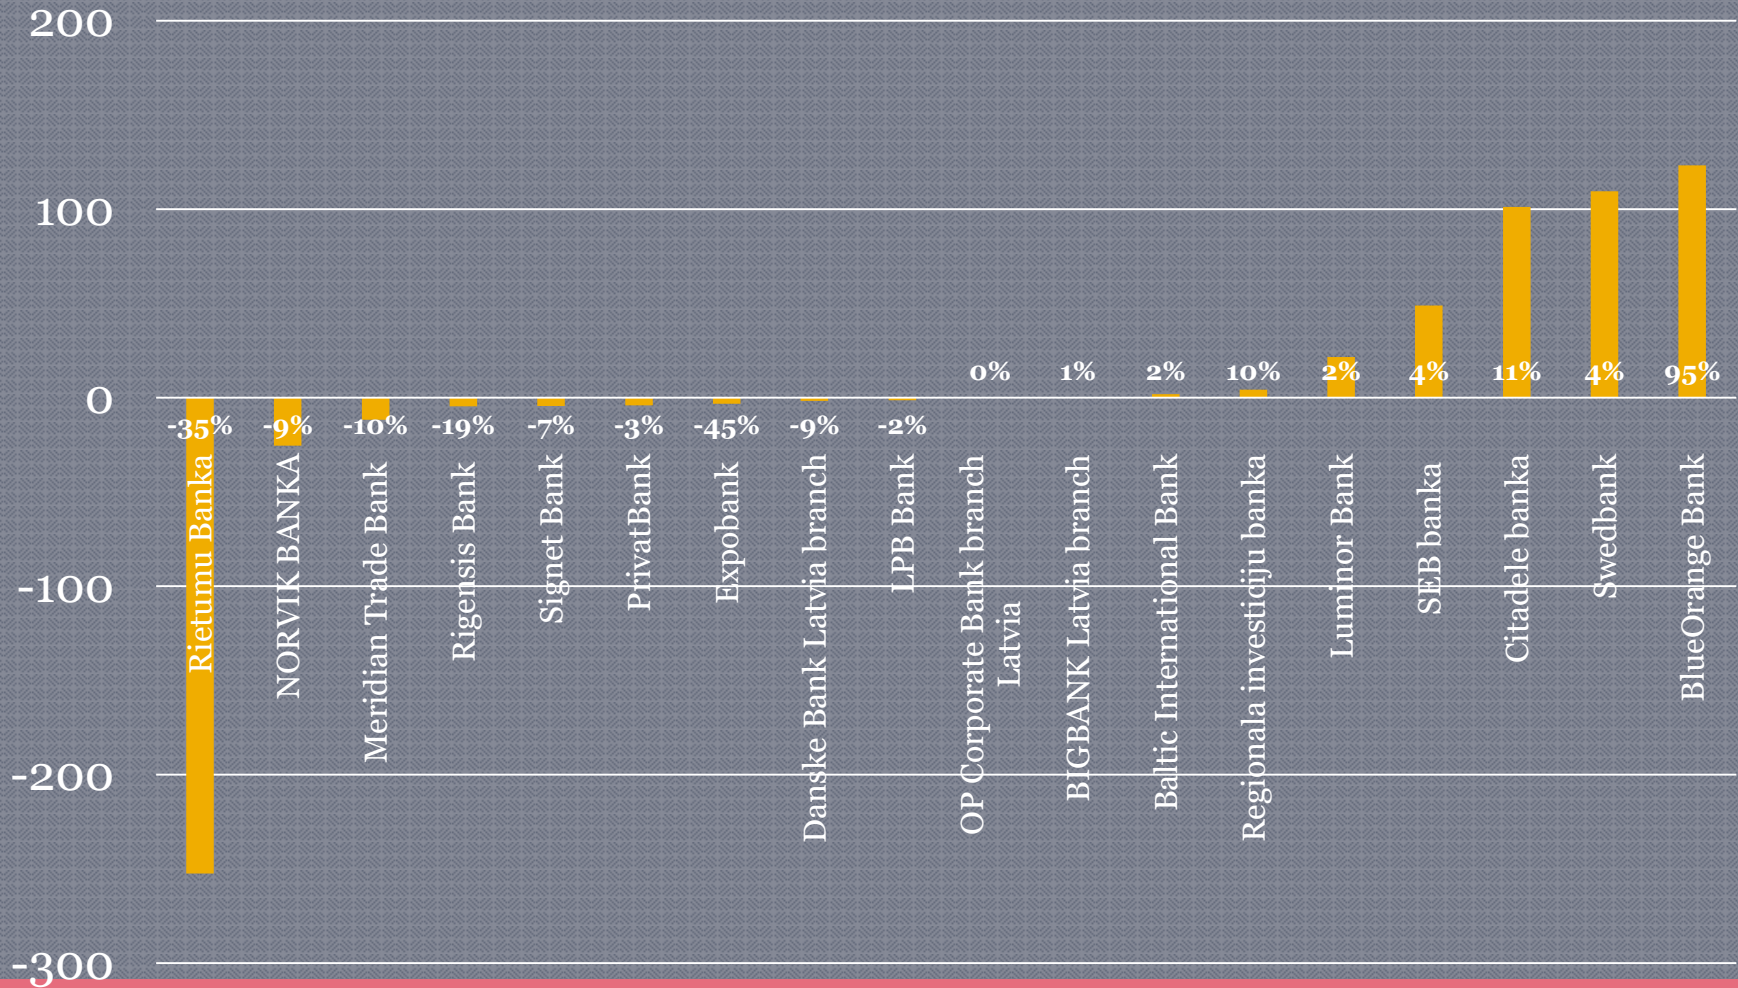 200
100
0
-100
-200
-300
-35%
-9%
-10%
-19%
-7%
-3%
-45%
-9%
-2%
0%
1%
2%
10%
2%
4%
11%
4%
95%
Rietumu Banka
NORVIK BANKA
Meridian Trade Bank
Rigensis Bank
Signet Bank
PrivatBank
Expobank
Danske Bank Latvia branch
LPB Bank
OP Corporate Bank branch
Latvia
BIGBANK Latvia branch
Baltic International Bank
Regionala investiciju banka
Luminor Bank
SEB banka
Citadele banka
Swedbank
BlueOrange Bank